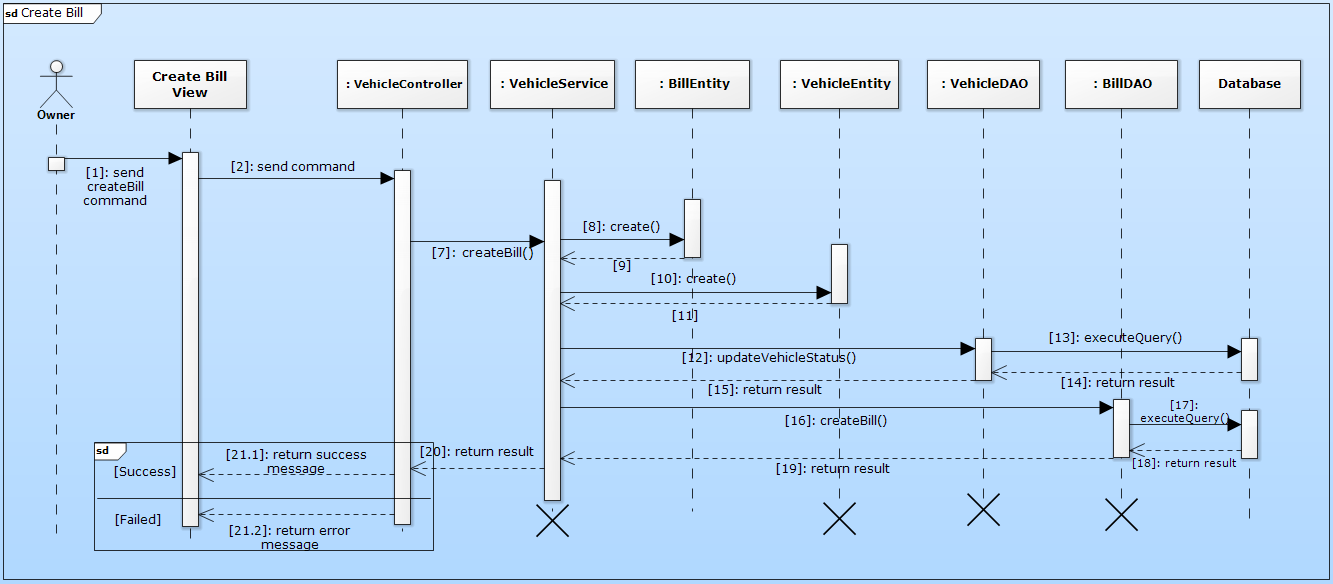 sd Create Bill
Owner
Create Bill
View
: VehicleController
: VehicleService
: BillEntity
: VehicleEntity
: VehicleDAO
: BillDAO
Database
[1]: send
createBill
command
[2]: send command
[7]: createBill()
[8]: create()
[9]
[10]: create()
[11]
[12]: updateVehicleStatus()
[13]: executeQuery()
[14]: return result
[15]: return result
[16]: createBill()
[17]:
executeQuery()
[18]: return result
[19]: return result
[20]: return result
sd
[Success]
[21.1]: return success
message
[Failed]
[21.2]: return error
message